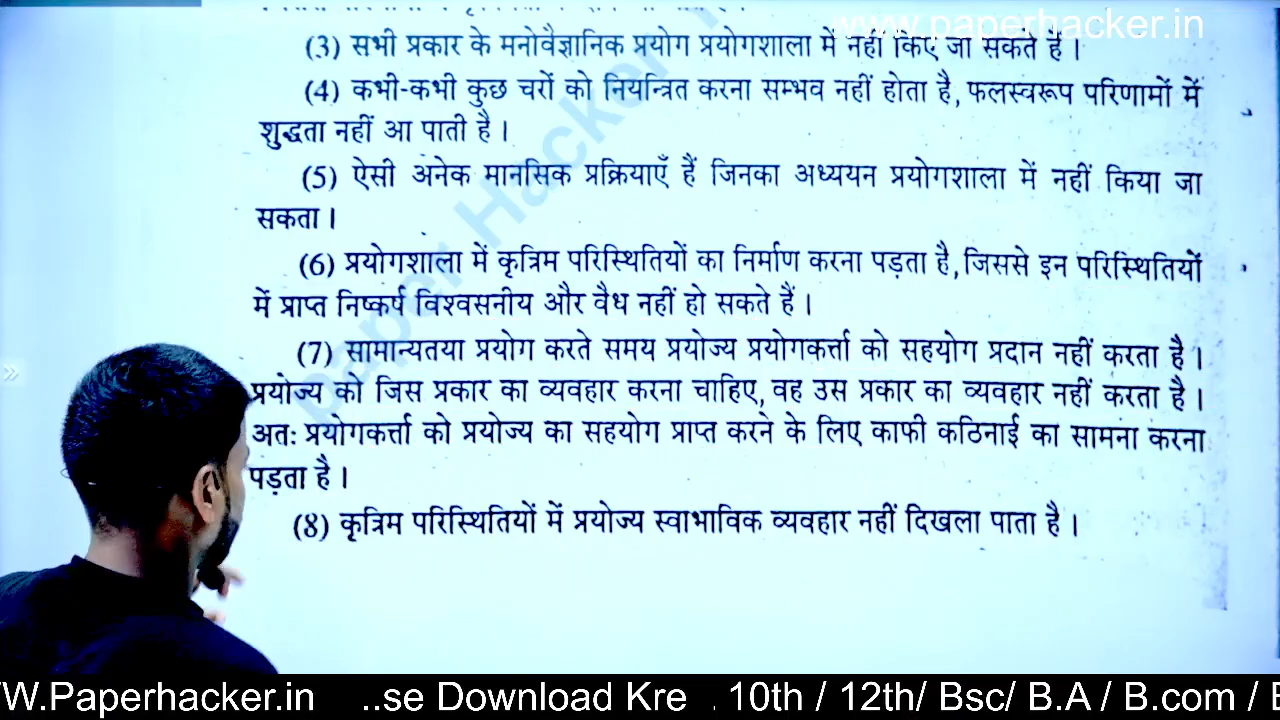 www.paperhacker.in
(3) सभी प्रकार के मनोवैज्ञानिक प्रयोग प्रयोगशाला में नहीं किए जा सकते हैं।
(4) कभी-कभी कुछ चरों को नियन्त्रित करना सम्भव नहीं होता है, फलस्वरूप परिणामों में
शुद्धता नहीं आ पाती है।
(5) ऐसी अनेक मानसिक प्रक्रियाएँ हैं जिनका अध्ययन प्रयोगशाला में नहीं किया जा
सकता।
(6) प्रयोगशाला में कृत्रिम परिस्थितियों का निर्माण करना पड़ता है, जिससे इन परिस्थितियों
में प्राप्त निष्कर्ष विश्वसनीय और वैध नहीं हो सकते हैं।
(7) सामान्यतया प्रयोग करते समय प्रयोज्य प्रयोगकर्त्ता को सहयोग प्रदान नहीं करता है।
प्रयोज्य को जिस प्रकार का व्यवहार करना चाहिए, वह उस प्रकार का व्यवहार नहीं करता है।
अतः प्रयोगकर्त्ता को प्रयोज्य का सहयोग प्राप्त करने के लिए काफी कठिनाई का सामना करना
पड़ता है।
(8) कृत्रिम परिस्थितियों में प्रयोज्य स्वाभाविक व्यवहार नहीं दिखला पाता है।
Paper Hacker
W.Paperhacker.in ..se Download Kre . 10th / 12th/ Bsc/ B.A / B.com /